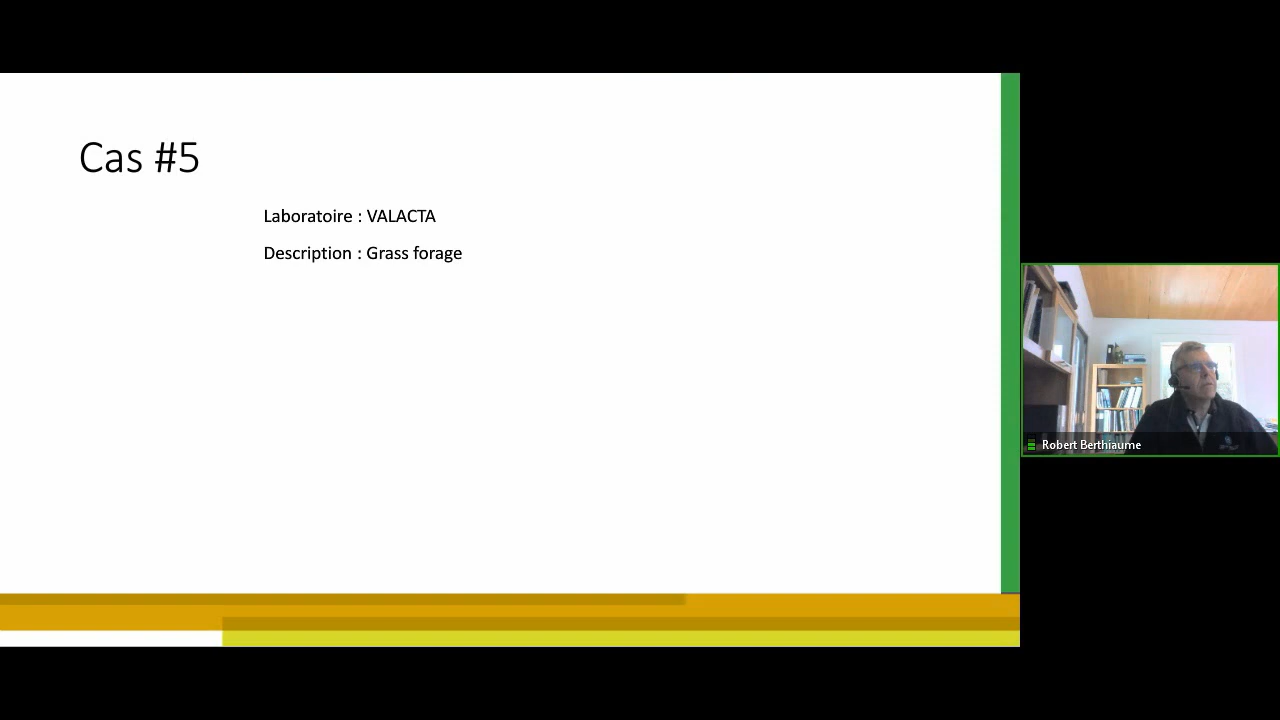 Cas #5
Laboratoire : VALACTA
Description : Grass forage
Robert Berthiaume